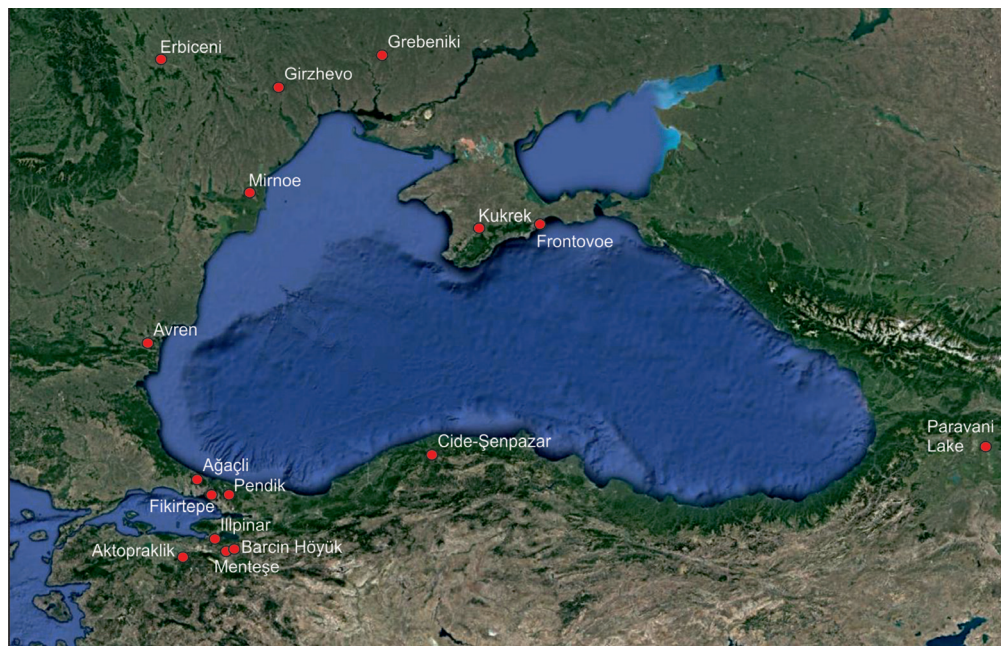 Erbiceni
Grebeniki
Girzhevo
Mirnoe
Kukrek
Frontovoe
Avren
Paravani
Lake
Cide-Şenpazar
Ağaçli
Pendik
Fikirtepe
Illpinar
Aktopraklik
Barcin Höyük
Menteşe